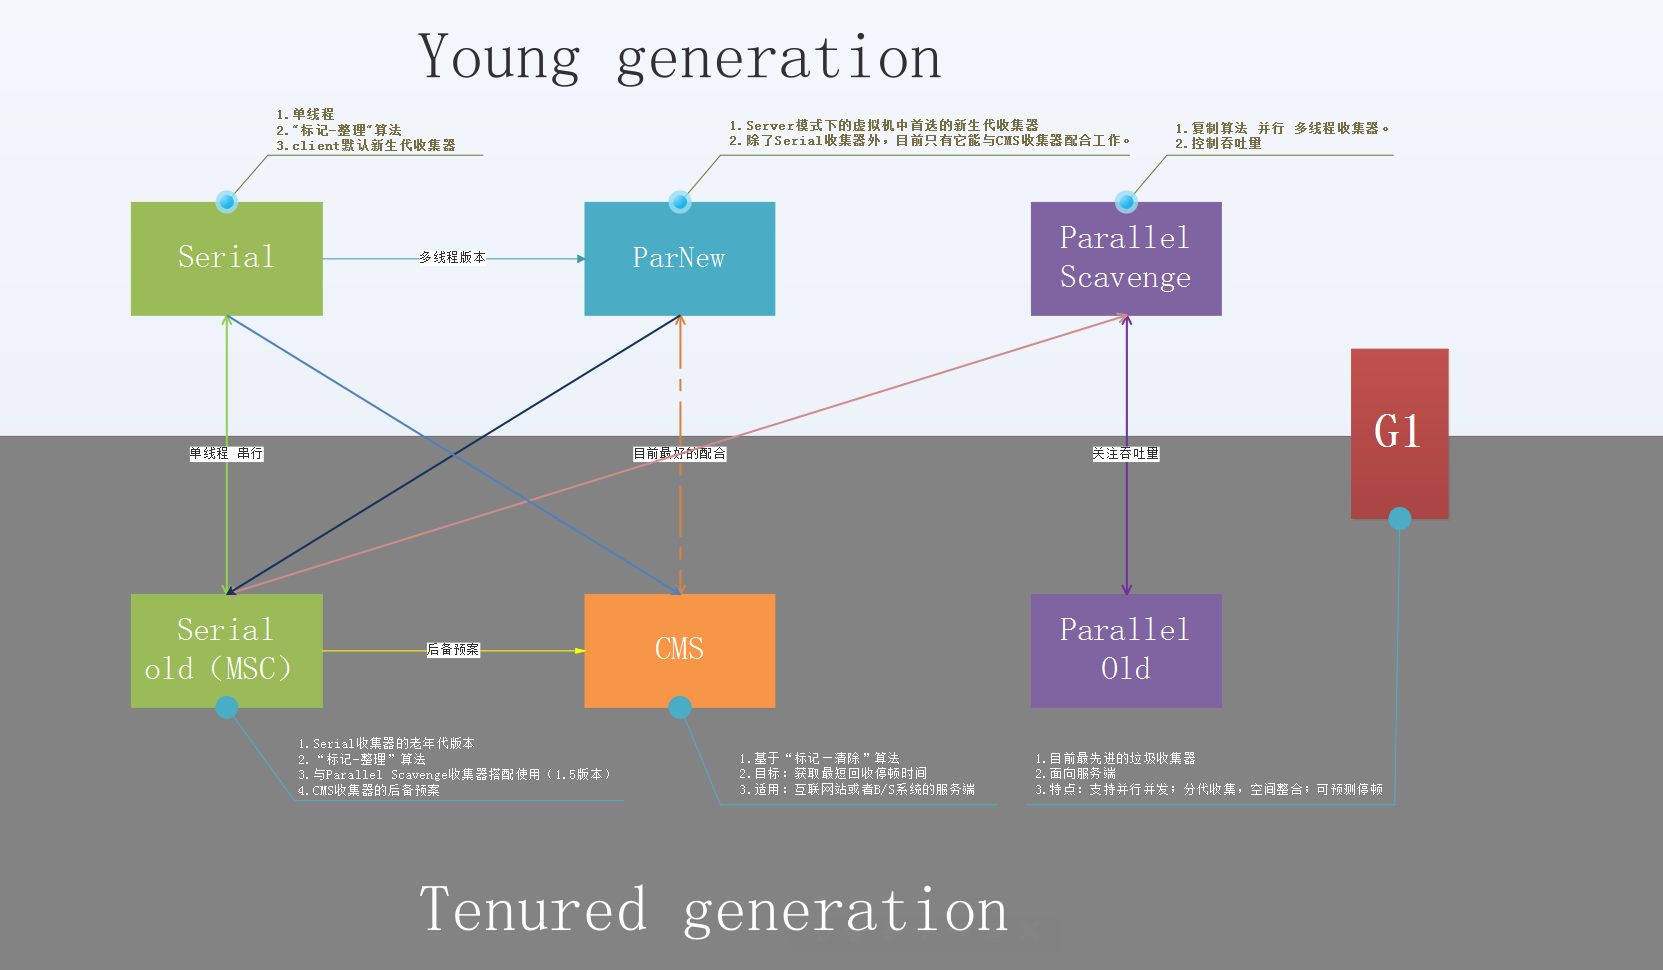 Young generation
1.单线程
2."标记-整理"算法
3.client默认新生代收集器
1.Server模式下的虚拟机中首选的新生代收集器
2.除了Serial收集器外，目前只有它能与CMS收集器配合工作。
1.复制算法 并行 多线程收集器。
2.控制吞吐量
Serial
多线程版本
ParNew
Parallel
Scavenge
G1
单线程 串行
目前最好的配合
关注吞吐量
Serial
old（MSC）
后备预案
CMS
Parallel
Old
1.Serial收集器的老年代版本
2.“标记-整理”算法
3.与Parallel Scavenge收集器搭配使用（1.5版本）
4.CMS收集器的后备预案
1.基于“标记—清除”算法
2.目标：获取最短回收停顿时间
3.适用：互联网站或者B/S系统的服务端
1.目前最先进的垃圾收集器
2.面向服务端
3.特点：支持并行并发；分代收集，空间整合；可预测停顿
Tenured generation